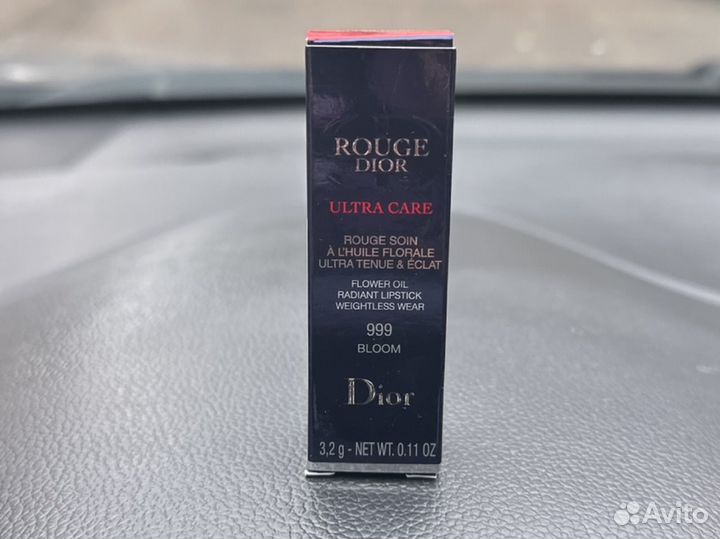 ROUGE
DIOR
ULTRA CARE
ROUGE SOIN
À L'HUILE FLORALE
ULTRA TENUE & ÉCLAT
FLOWER OIL
RADIANT LIPSTICK
WEIGHTLESS WEAR
999
BLOOM
Dior
3,2 g - NET WT. 0.11 OZ
Avito